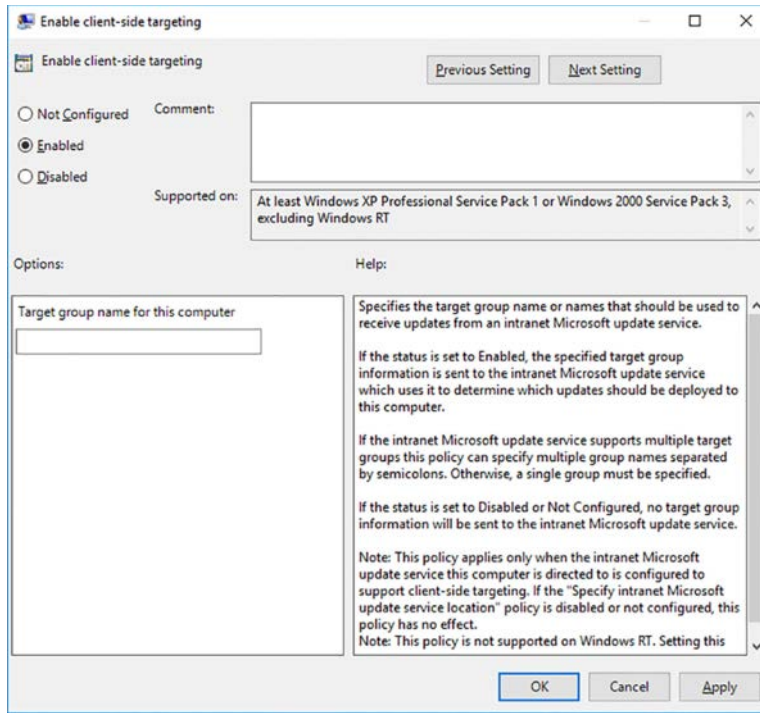 Enable client-side targeting
Enable client-side targeting
Previous Setting
Next Setting
Not Configured
Comment:
Enabled
Disabled
Supported on:
At least Windows XP Professional Service Pack 1 or Windows 2000 Service Pack 3,
excluding Windows RT
Options:
Help:
Target group name for this computer
Specifies the target group name or names that should be used to
receive updates from an intranet Microsoft update service.
If the status is set to Enabled, the specified target group
information is sent to the intranet Microsoft update service
which uses it to determine which updates should be deployed to
this computer.
If the intranet Microsoft update service supports multiple target
groups this policy can specify multiple group names separated
by semicolons. Otherwise, a single group must be specified.
If the status is set to Disabled or Not Configured, no target group
information will be sent to the intranet Microsoft update service.
Note: This policy applies only when the intranet Microsoft
update service this computer is directed to is configured to
support client-side targeting. If the "Specify intranet Microsoft
update service location" policy is disabled or not configured, this
policy has no effect.
Note: This policy is not supported on Windows RT. Setting this
OK
Cancel
Apply